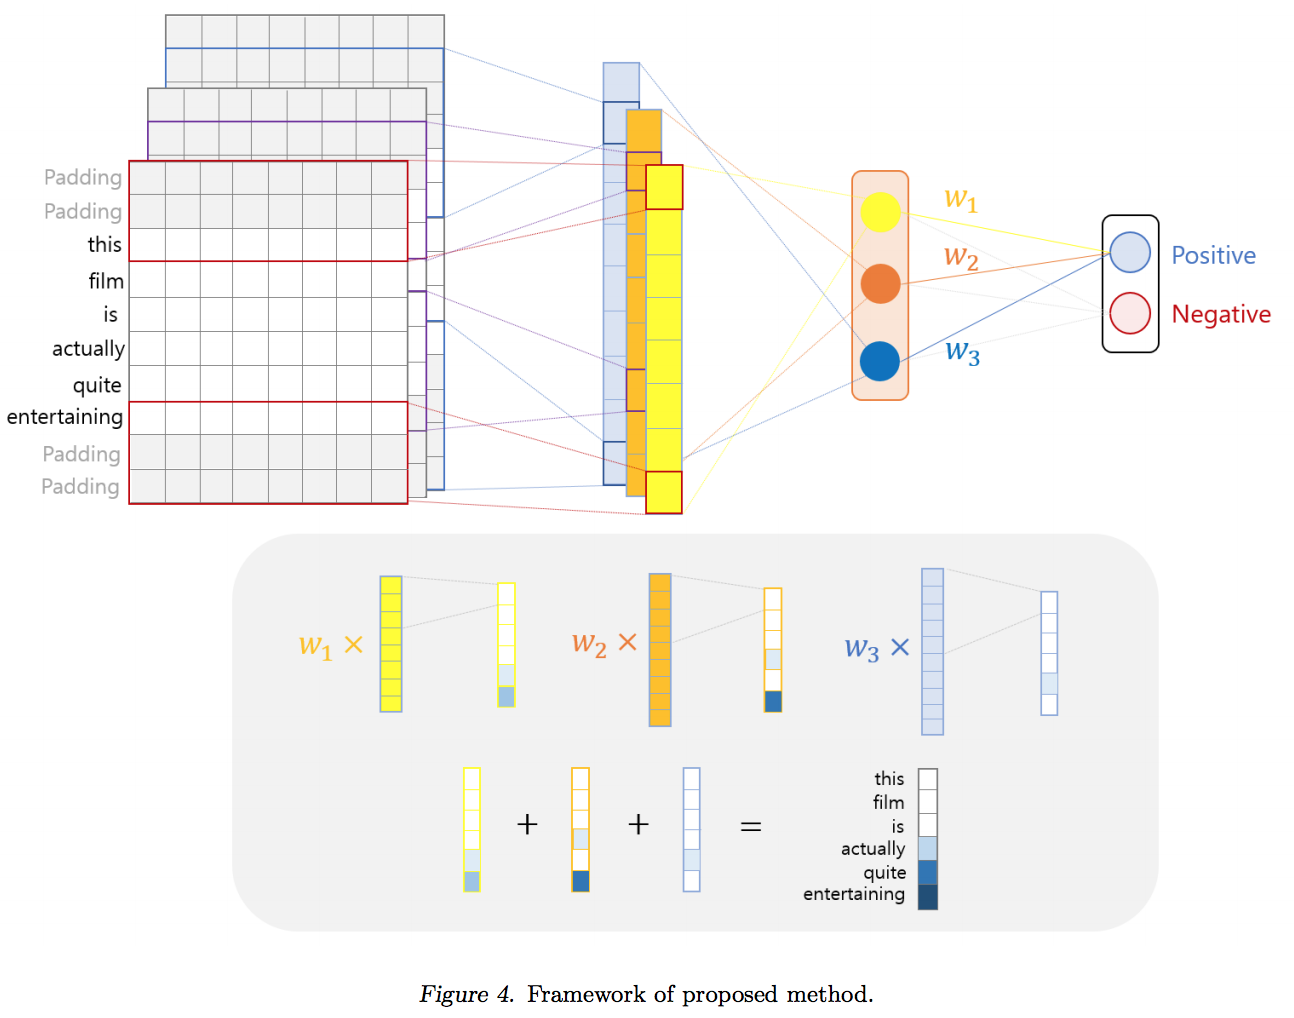 Padding
Padding
this
film
is
actually
quite
entertaining
Padding
Padding
w₁
w₂
w₃
Positive
Negative
w₁ ×
w₂ ×
w₃ ×
+ + =
this
film
is
actually
quite
entertaining
Figure 4. Framework of proposed method.